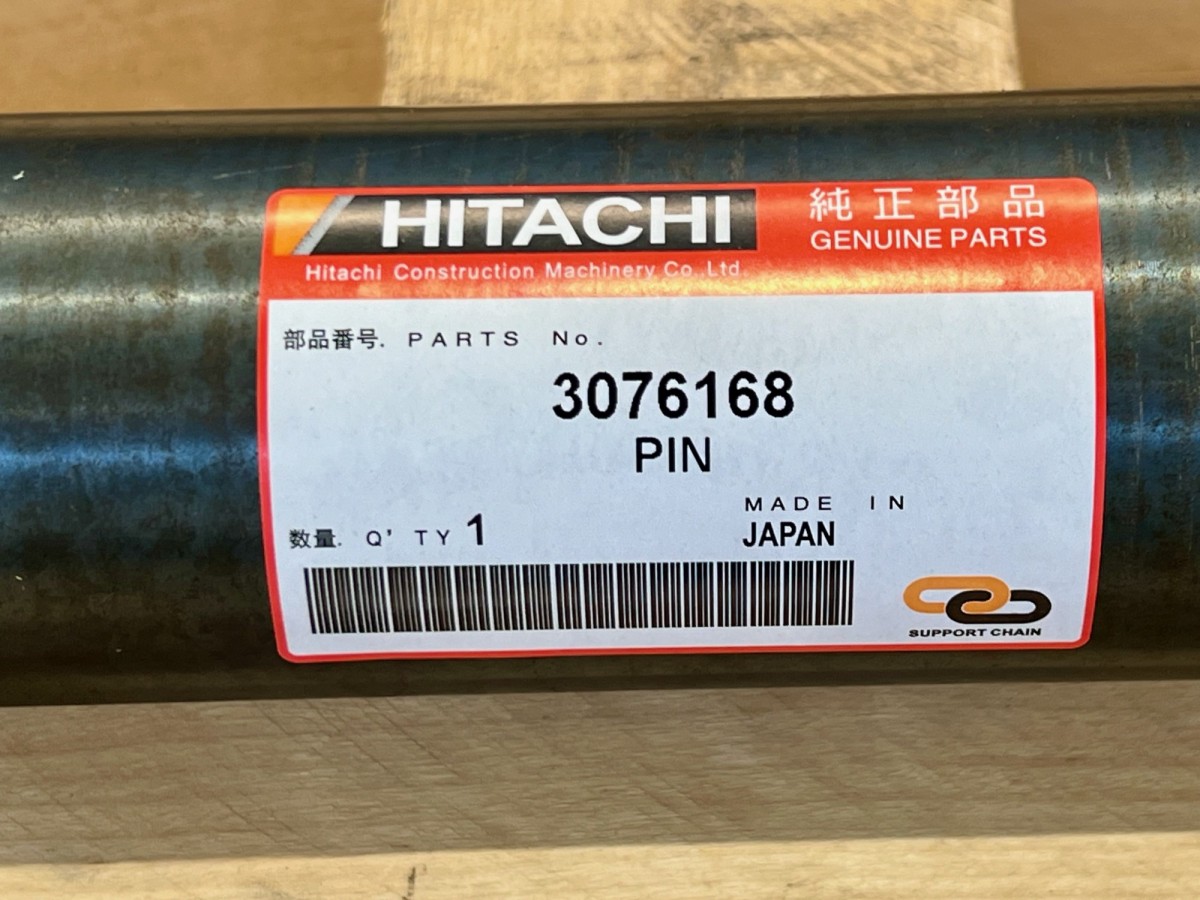 HITACHI
純正部品
GENUINE PARTS
Hitachi Construction Machinery Co. Ltd.
部品番号. PARTS No.
3076168
PIN
MADE IN
数量. Q'TY 1
JAPAN
SUPPORT CHAIN